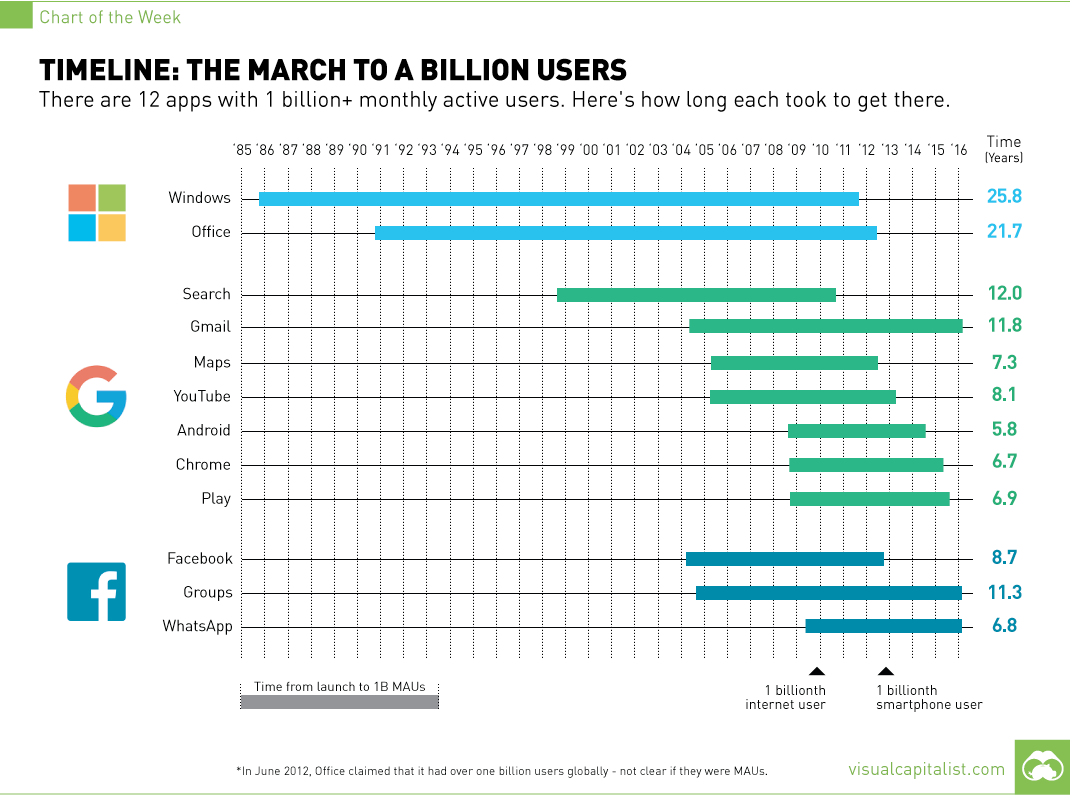 Chart of the Week
TIMELINE: THE MARCH TO A BILLION USERS
There are 12 apps with 1 billion+ monthly active users. Here's how long each took to get there.
'85 '86 '87 '88 '89 '90 '91 '92 '93 '94 '95 '96 '97 '98 '99 '00 '01 '02 '03 '04 '05 '06 '07 '08 '09 '10 '11 '12 '13 '14 '15 '16
Time
(Years)
Windows 25.8
Office 21.7
Search 12.0
Gmail 11.8
Maps 7.3
YouTube 8.1
Android 5.8
Chrome 6.7
Play 6.9
Facebook 8.7
Groups 11.3
WhatsApp 6.8
Time from launch to 1B MAUs
1 billionth
internet user
1 billionth
smartphone user
*In June 2012, Office claimed that it had over one billion users globally - not clear if they were MAUs.
visualcapitalist.com